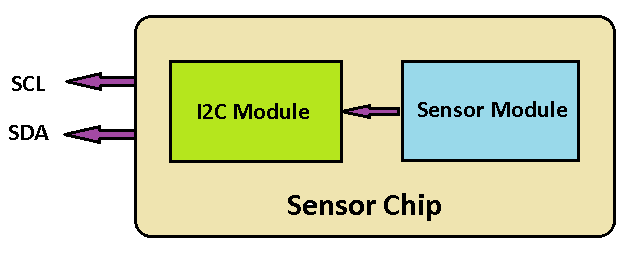 SCL
SDA
I2C Module
Sensor Module
Sensor Chip